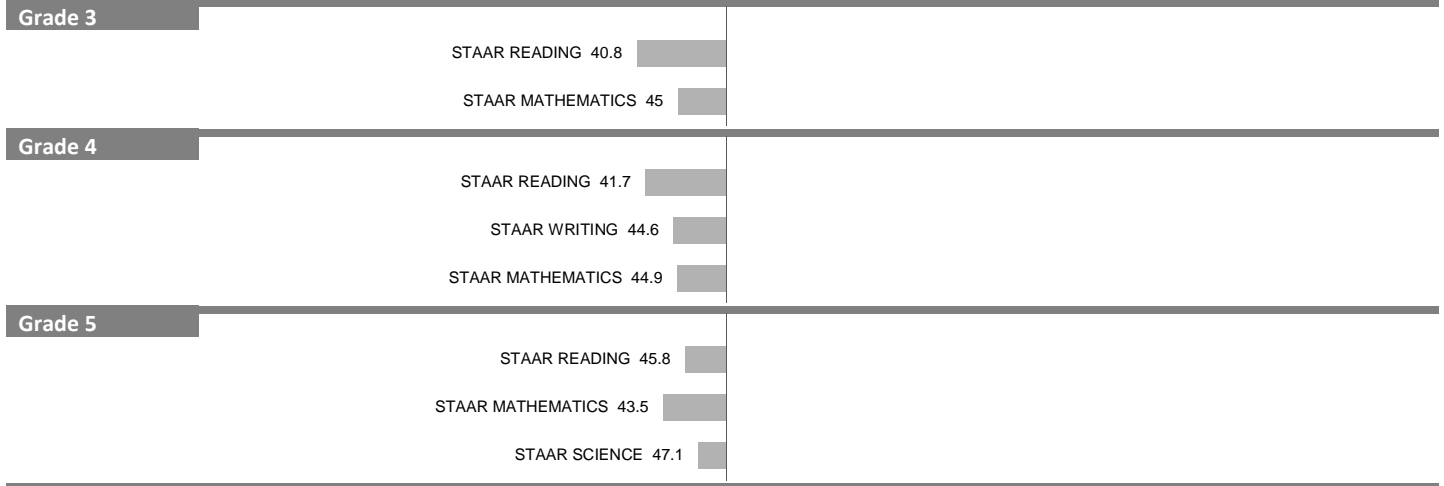 Grade 3
STAAR READING 40.8
STAAR MATHEMATICS 45
Grade 4
STAAR READING 41.7
STAAR WRITING 44.6
STAAR MATHEMATICS 44.9
Grade 5
STAAR READING 45.8
STAAR MATHEMATICS 43.5
STAAR SCIENCE 47.1